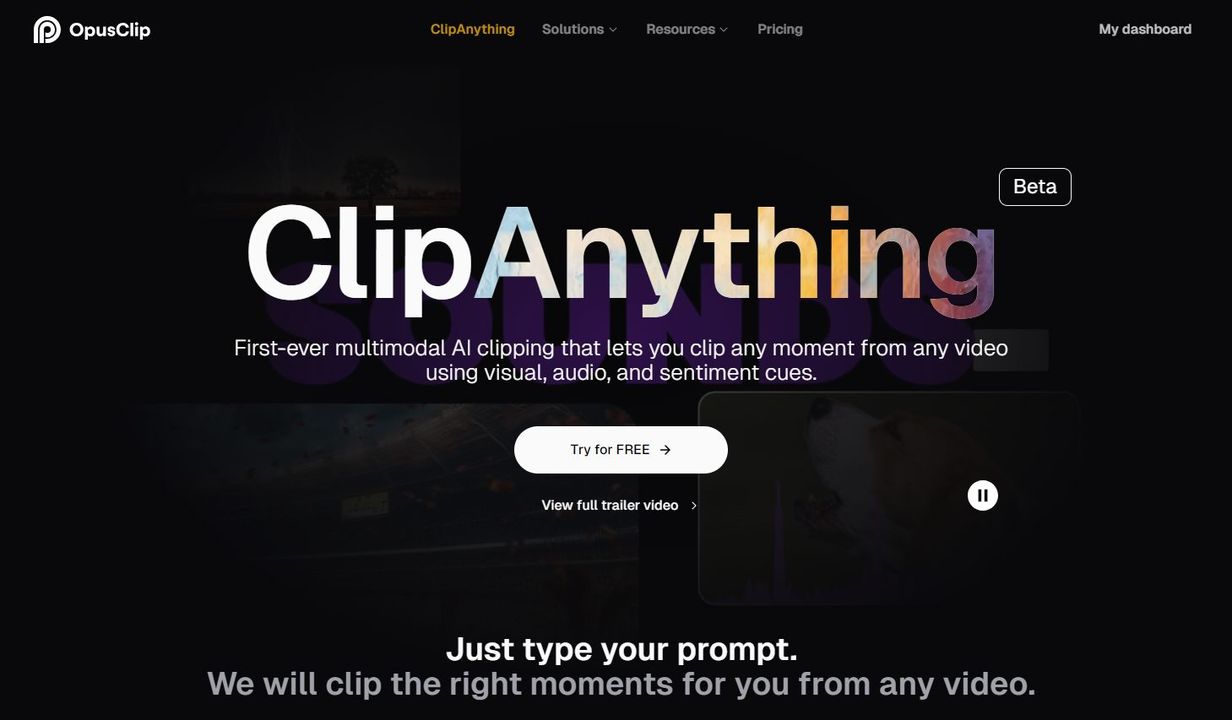 OpusClip
ClipAnything
Solutions
Resources
Pricing
My dashboard
Beta
ClipAnything
SOUNDS
First-ever multimodal AI clipping that lets you clip any moment from any video
using visual, audio, and sentiment cues.
Try for FREE
View full trailer video
Just type your prompt.
We will clip the right moments for you from any video.